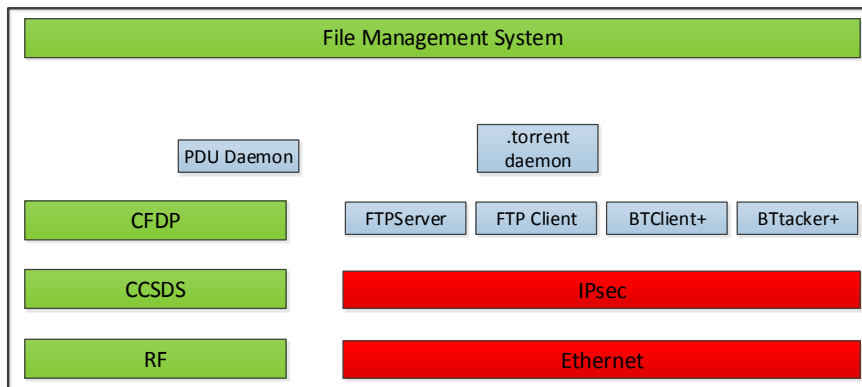 File Management System
PDU Daemon
.torrent
daemon
CFDP
FTPServer
FTP Client
BTClient+
BTtacker+
CCSDS
IPsec
RF
Ethernet